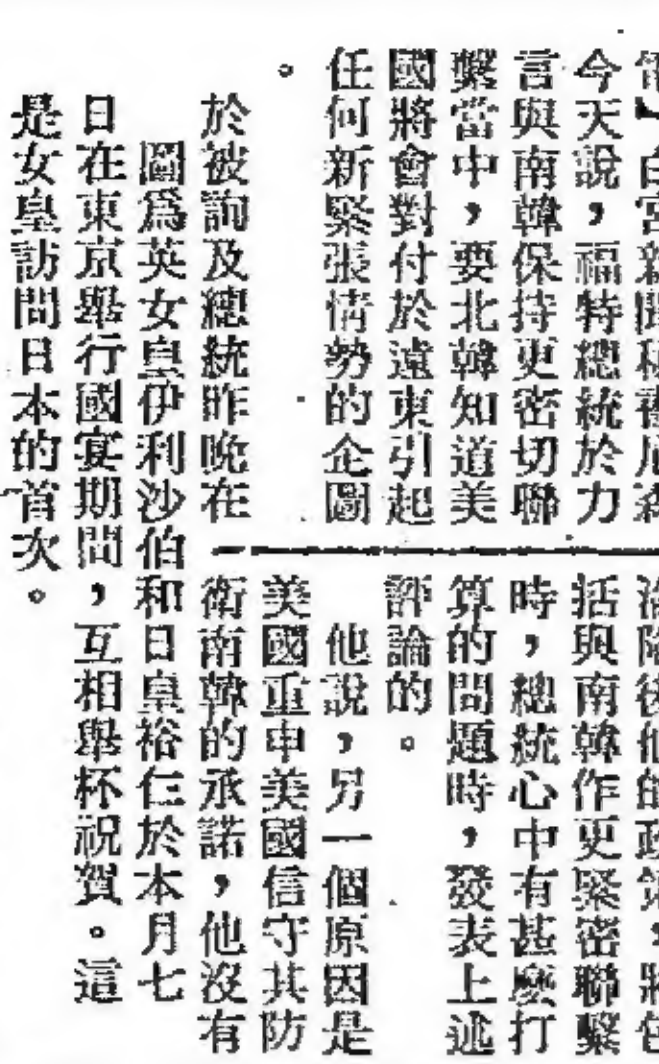 電」白宮新聞秘書尼森
今天說，福特總統於力
言與南韓保持更密切聯
繫當中，要北韓知道美
國將會對付於遠東引起
任何新緊張情勢的企圖
。
於被詢及總統昨晚在
淪陷後他的政策，將包
括與南韓作更緊密聯繫
時，總統心中有甚麼打
算的問題時，發表上述
評論的。
他說，另一個原因是
美國重申美國信守其防
衛南韓的承諾，他沒有
圖爲英女皇伊利沙伯和日皇裕仁於本月七
日在東京舉行國宴期間，互相舉杯祝賀。這
是女皇訪問日本的首次。